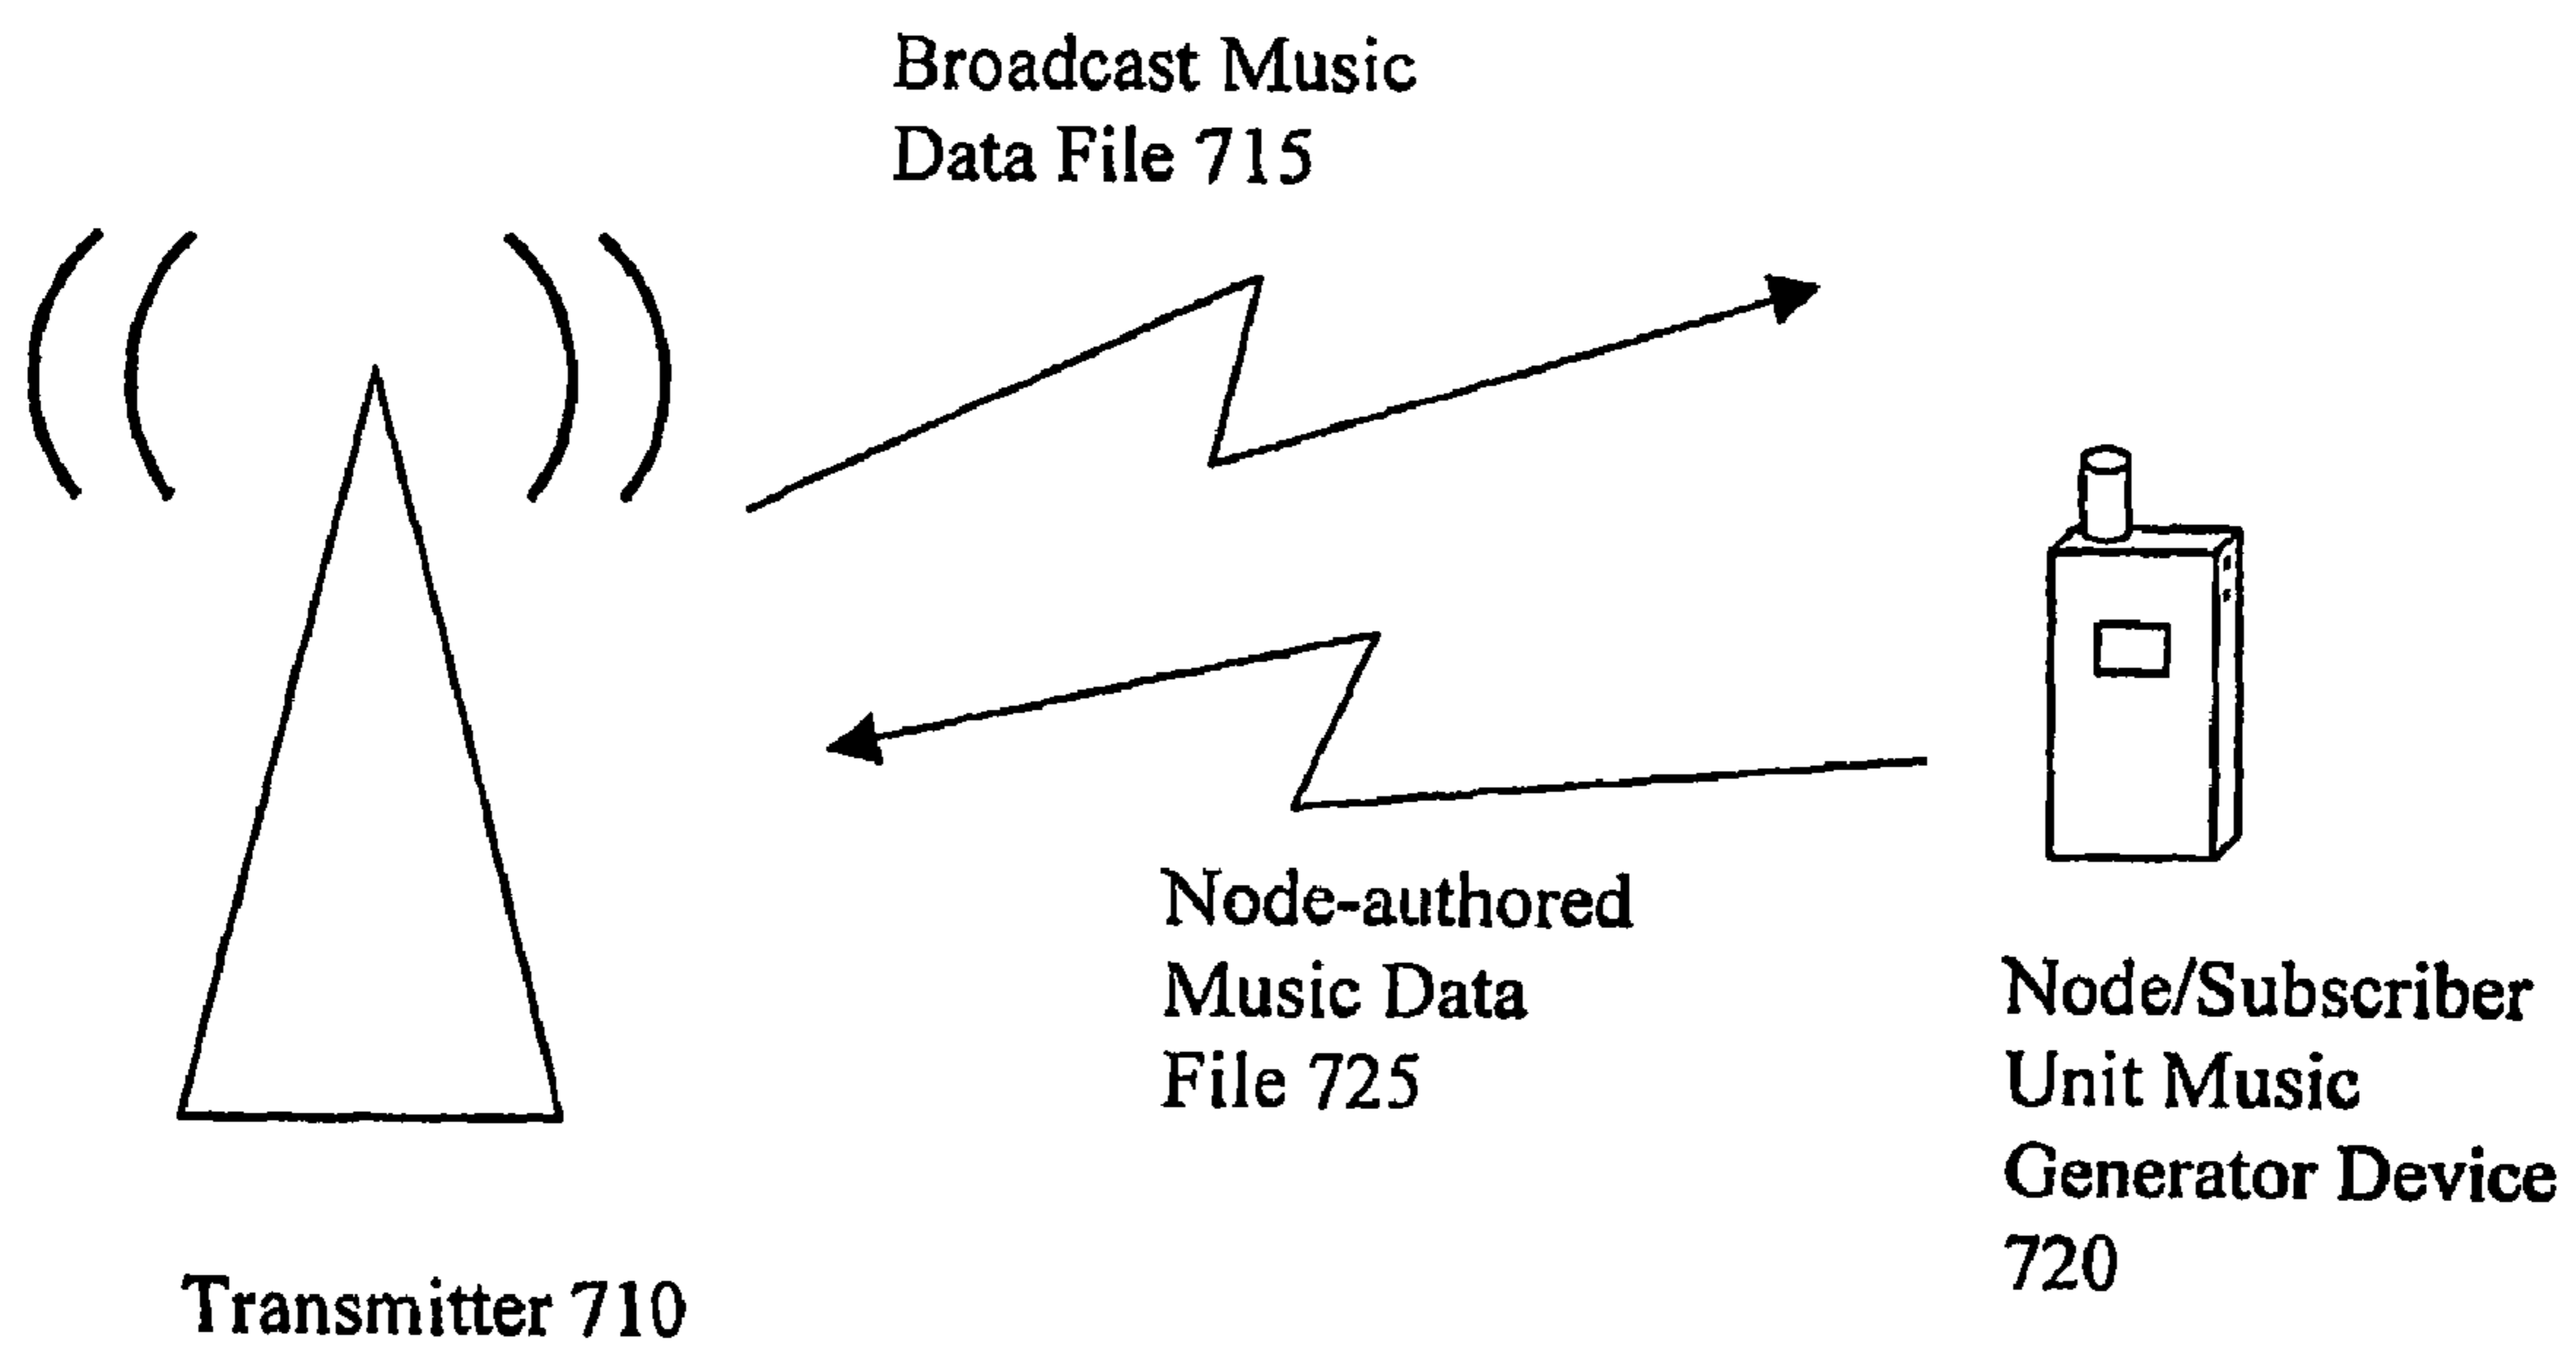 Broadcast Music
Data File 715
Node-authored
Music Data
File 725
Node/Subscriber
Unit Music
Generator Device
720
Transmitter 710